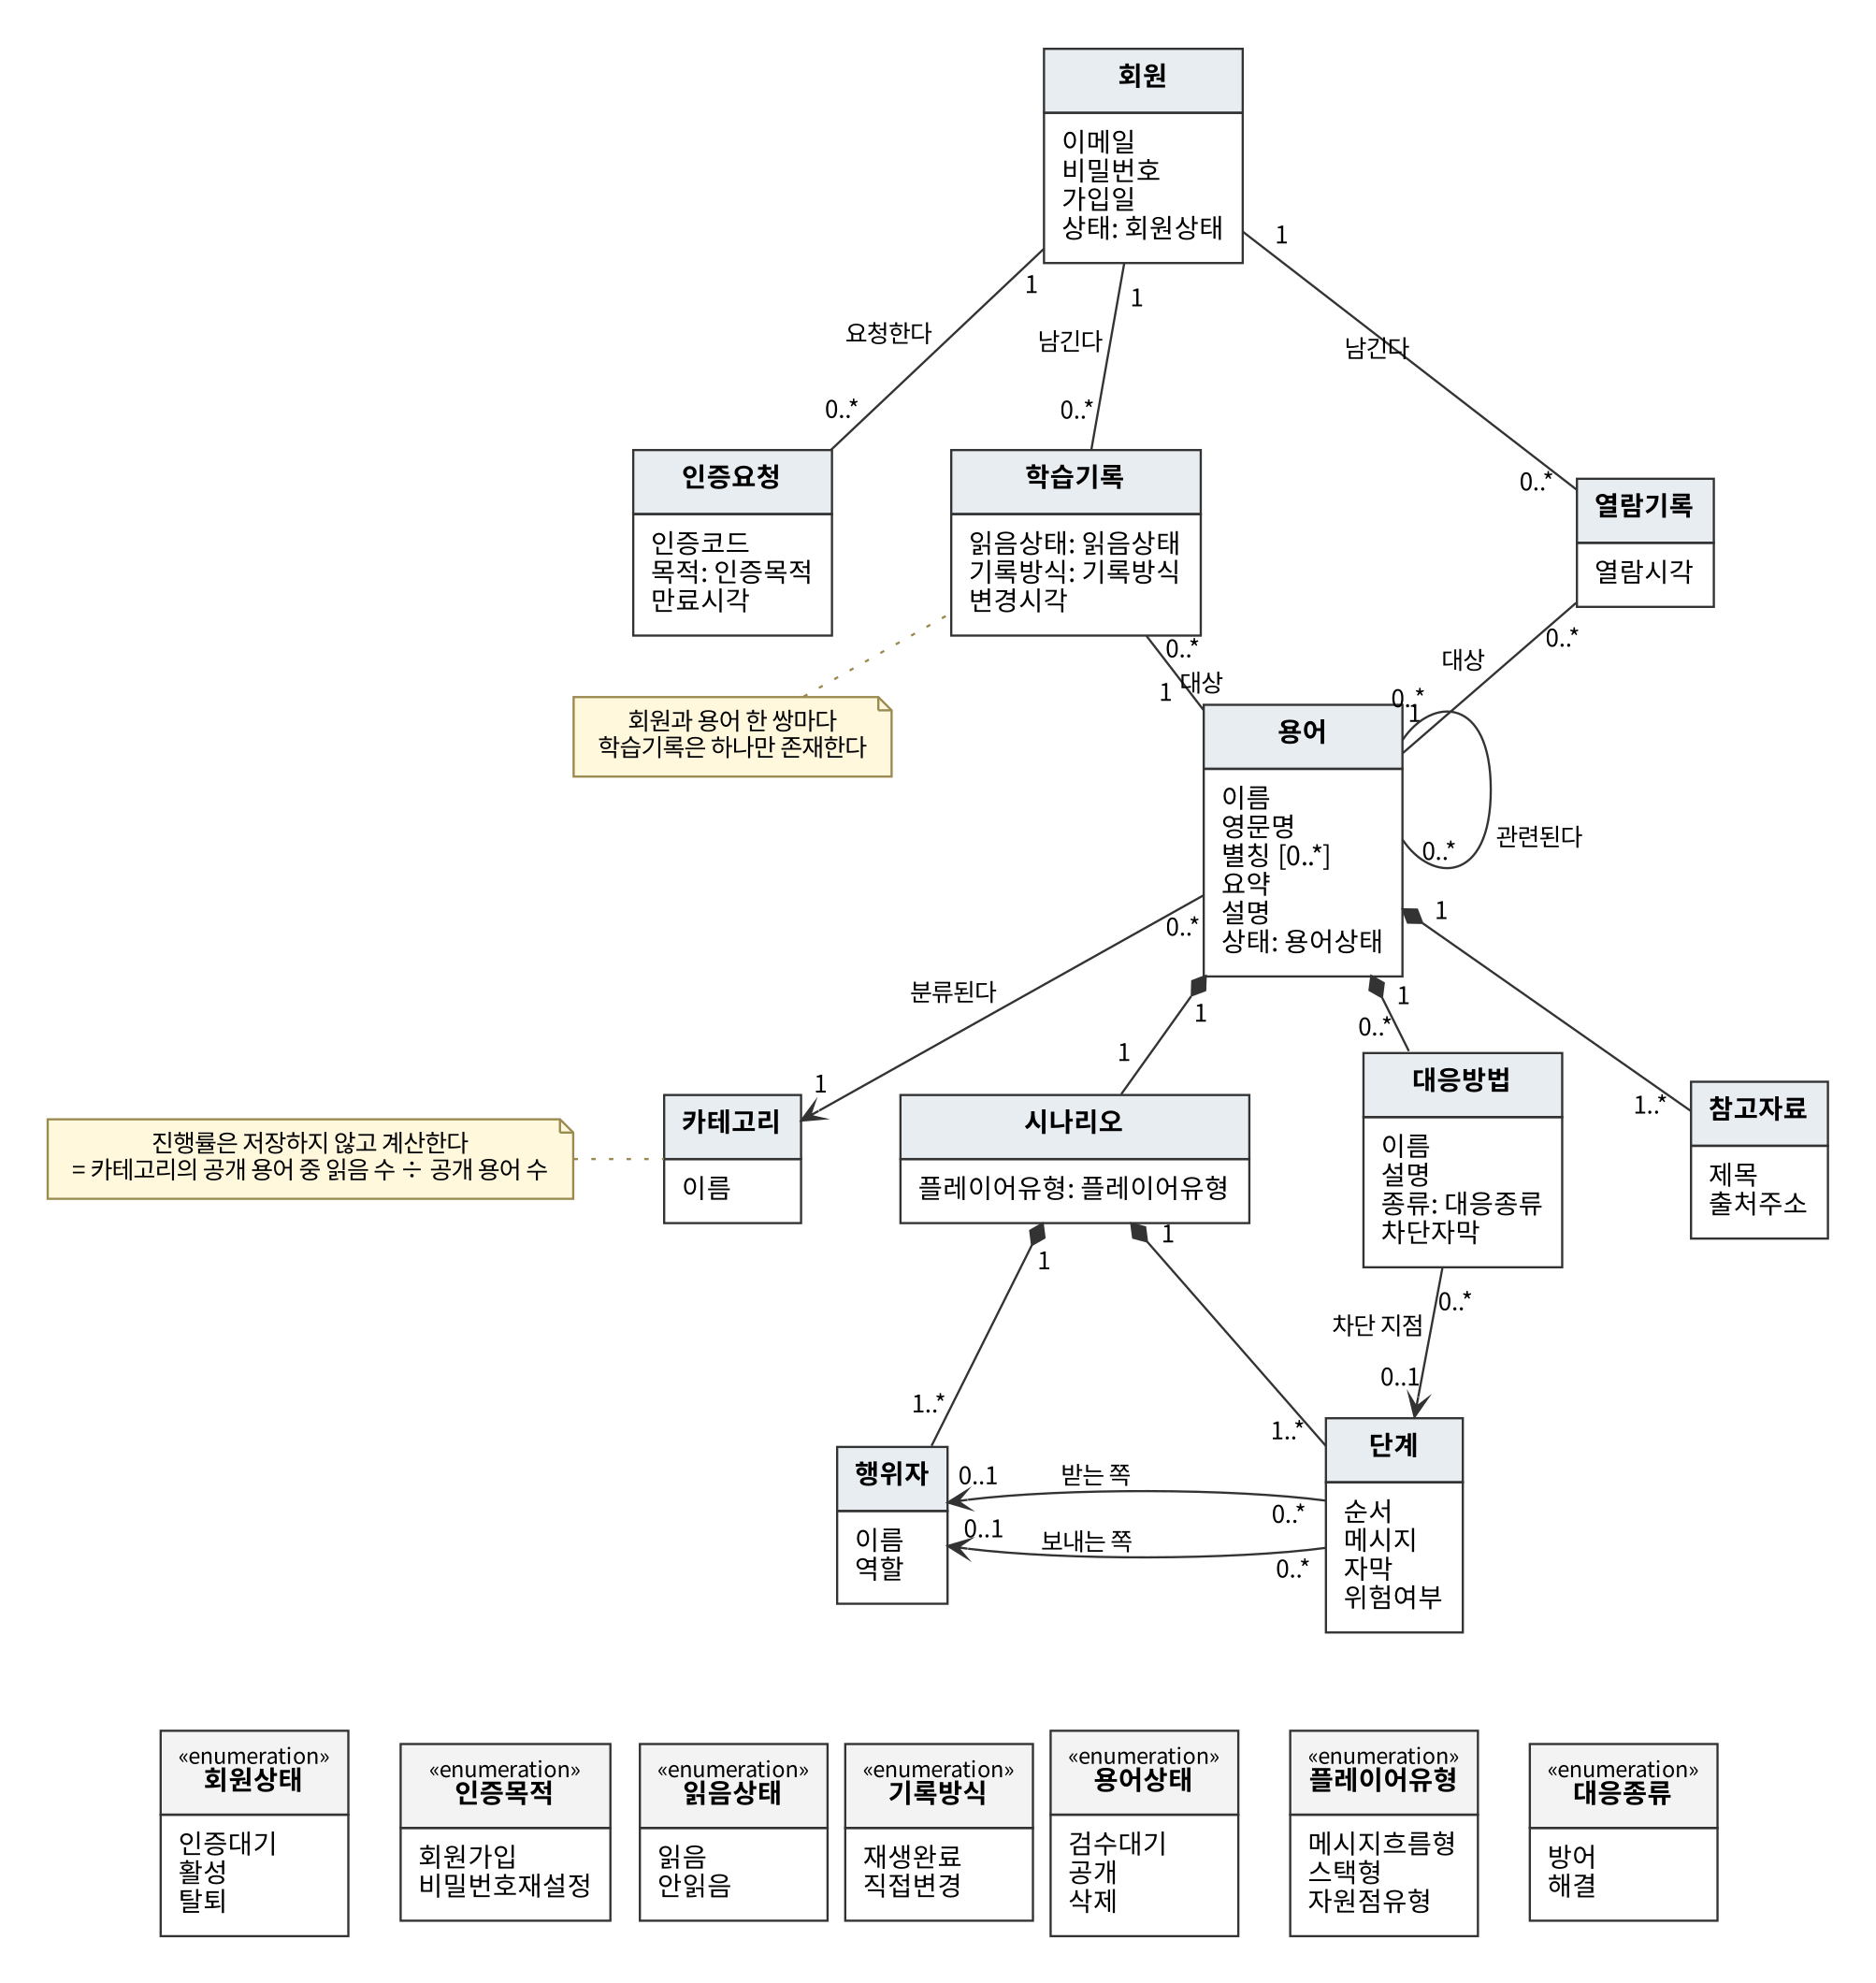 회원
이메일
비밀번호
가입일
상태: 회원상태
1
1
1
요청한다
남긴다
남긴다
0..*
0..*
0..*
인증요청
인증코드
목적: 인증목적
만료시각
학습기록
읽음상태: 읽음상태
기록방식: 기록방식
변경시각
열람기록
열람시각
0..*
대상
1
0..*
대상
1
회원과 용어 한 쌍마다
학습기록은 하나만 존재한다
용어
이름
영문명
별칭 [0..*]
요약
설명
상태: 용어상태
0..*
관련된다
0..*
0..*
분류된다
1
1
1
1
0..*
1
1..*
진행률은 저장하지 않고 계산한다
= 카테고리의 공개 용어 중 읽음 수 ÷ 공개 용어 수
카테고리
이름
시나리오
플레이어유형: 플레이어유형
대응방법
이름
설명
종류: 대응종류
차단자막
참고자료
제목
출처주소
1
1..*
1
1..*
0..*
차단 지점
0..1
행위자
이름
역할
단계
순서
메시지
자막
위험여부
0..1
받는 쪽
0..*
0..1
보내는 쪽
0..*
«enumeration»
회원상태
인증대기
활성
탈퇴
«enumeration»
인증목적
회원가입
비밀번호재설정
«enumeration»
읽음상태
읽음
안읽음
«enumeration»
기록방식
재생완료
직접변경
«enumeration»
용어상태
검수대기
공개
삭제
«enumeration»
플레이어유형
메시지흐름형
스택형
자원점유형
«enumeration»
대응종류
방어
해결